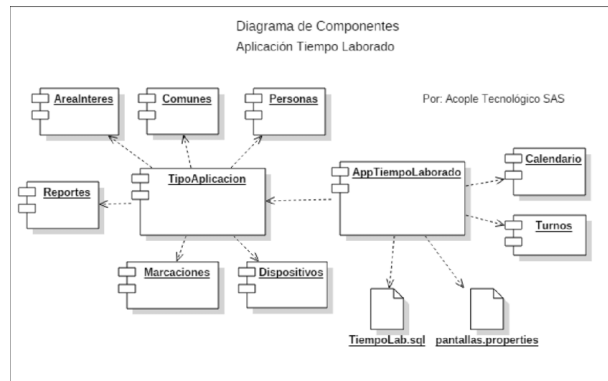 Diagrama de Componentes
Aplicación Tiempo Laborado
Por: Acople Tecnológico SAS
AreaInteres
Comunes
Personas
TipoAplicacion
AppTiempoLaborado
Calendario
Reportes
Turnos
Marcaciones
Dispositivos
TiempoLab.sql
pantallas.properties